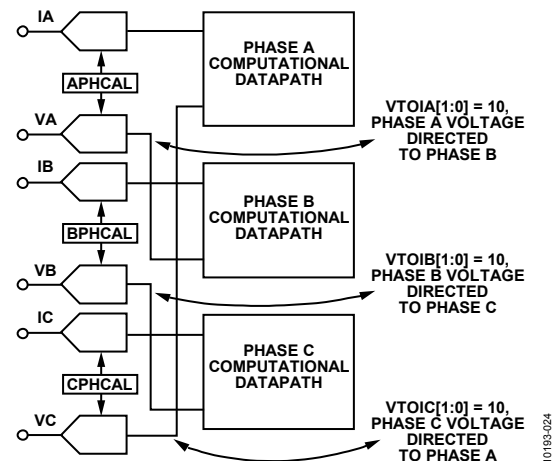 IA
PHASE A
COMPUTATIONAL
DATAPATH
APHCAL
VA
VTOIA[1:0] = 10,
PHASE A VOLTAGE
DIRECTED
TO PHASE B
IB
PHASE B
COMPUTATIONAL
DATAPATH
BPHCAL
VB
VTOIB[1:0] = 10,
PHASE B VOLTAGE
DIRECTED
TO PHASE C
IC
PHASE C
COMPUTATIONAL
DATAPATH
CPHCAL
VC
VTOIC[1:0] = 10,
PHASE C VOLTAGE
DIRECTED
TO PHASE A
10193-024